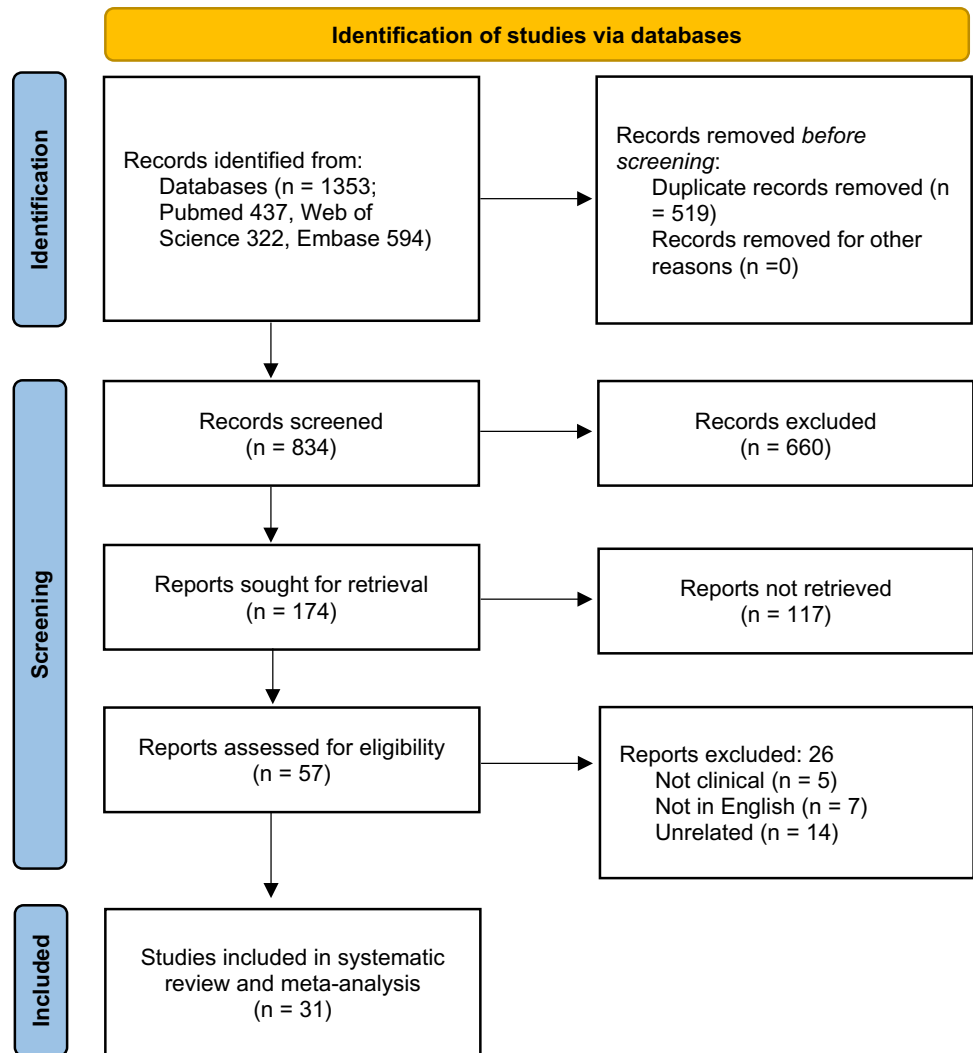 Identification of studies via databases
Identification
Records identified from:
Databases (n = 1353;
Pubmed 437, Web of
Science 322, Embase 594)
Records removed before
screening:
Duplicate records removed (n
= 519)
Records removed for other
reasons (n =0)
Screening
Records screened
(n = 834)
Records excluded
(n = 660)
Reports sought for retrieval
(n = 174)
Reports not retrieved
(n = 117)
Reports assessed for eligibility
(n = 57)
Reports excluded: 26
Not clinical (n = 5)
Not in English (n = 7)
Unrelated (n = 14)
Included
Studies included in systematic
review and meta-analysis
(n = 31)